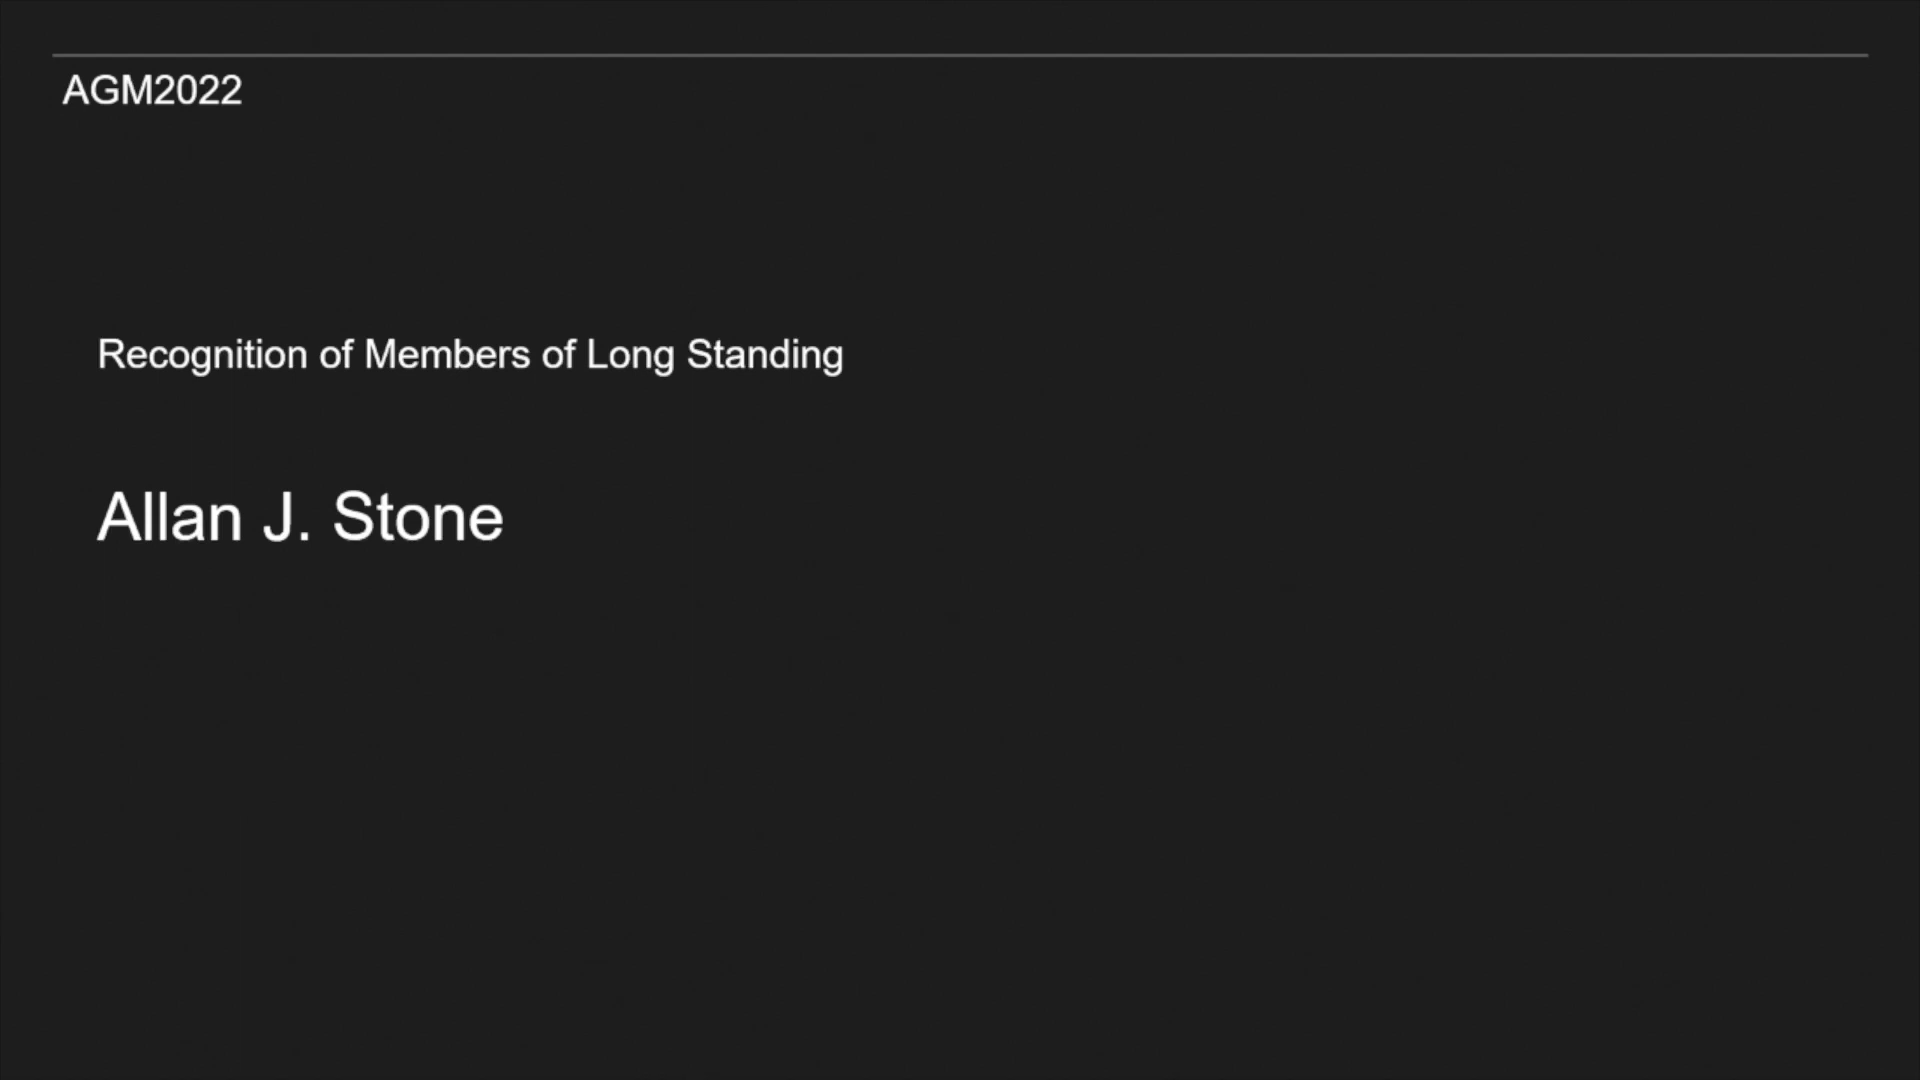 AGM2022
Recognition of Members of Long Standing
Allan J. Stone